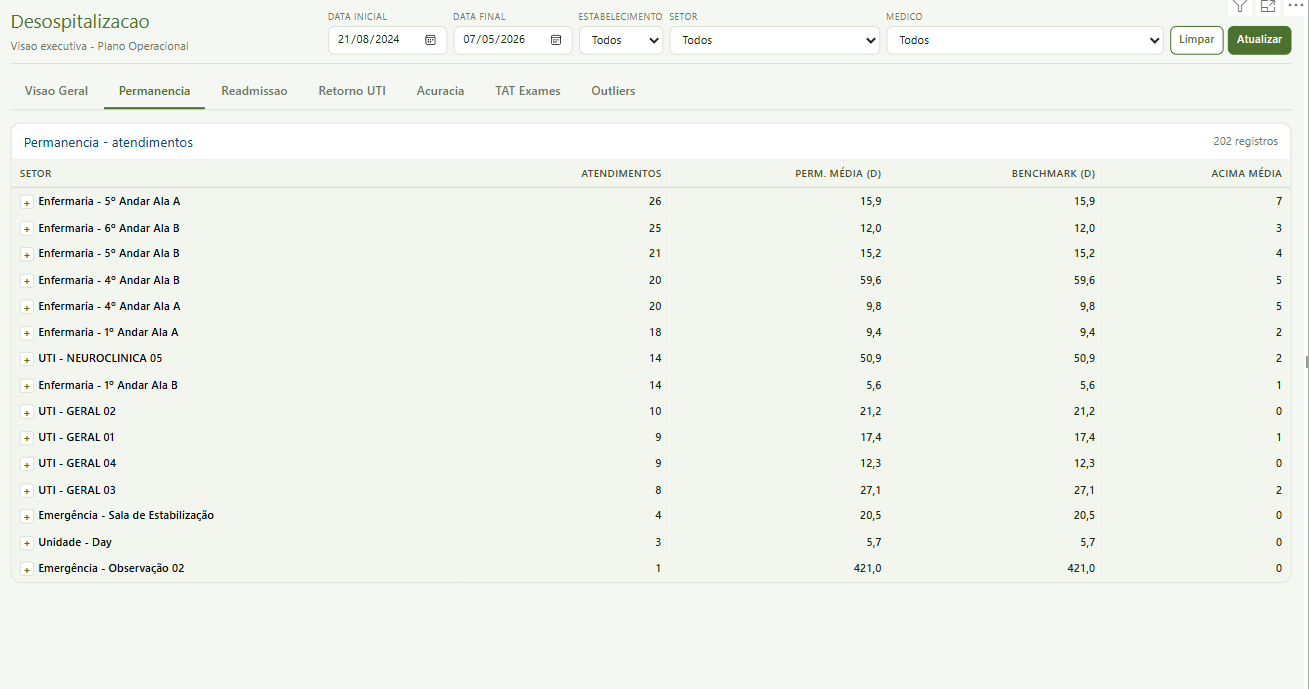 Desospitalizacao
Visao executiva - Plano Operacional
DATA INICIAL DATA FINAL ESTABELECIMENTO SETOR MEDICO
21/08/2024 07/05/2026 Todos Todos Todos Limpar Atualizar
Visao Geral Permanencia Readmissao Retorno UTI Acuracia TAT Exames Outliers
Permanencia - atendimentos 202 registros
SETOR ATENDIMENTOS PERM. MÉDIA (D) BENCHMARK (D) ACIMA MÉDIA
+ Enfermaria - 5º Andar Ala A 26 15,9 15,9 7
+ Enfermaria - 6º Andar Ala B 25 12,0 12,0 3
+ Enfermaria - 5º Andar Ala B 21 15,2 15,2 4
+ Enfermaria - 4º Andar Ala B 20 59,6 59,6 5
+ Enfermaria - 4º Andar Ala A 20 9,8 9,8 5
+ Enfermaria - 1º Andar Ala A 18 9,4 9,4 2
+ UTI - NEUROCLINICA 05 14 50,9 50,9 2
+ Enfermaria - 1º Andar Ala B 14 5,6 5,6 1
+ UTI - GERAL 02 10 21,2 21,2 0
+ UTI - GERAL 01 9 17,4 17,4 1
+ UTI - GERAL 04 9 12,3 12,3 0
+ UTI - GERAL 03 8 27,1 27,1 2
+ Emergência - Sala de Estabilização 4 20,5 20,5 0
+ Unidade - Day 3 5,7 5,7 0
+ Emergência - Observação 02 1 421,0 421,0 0